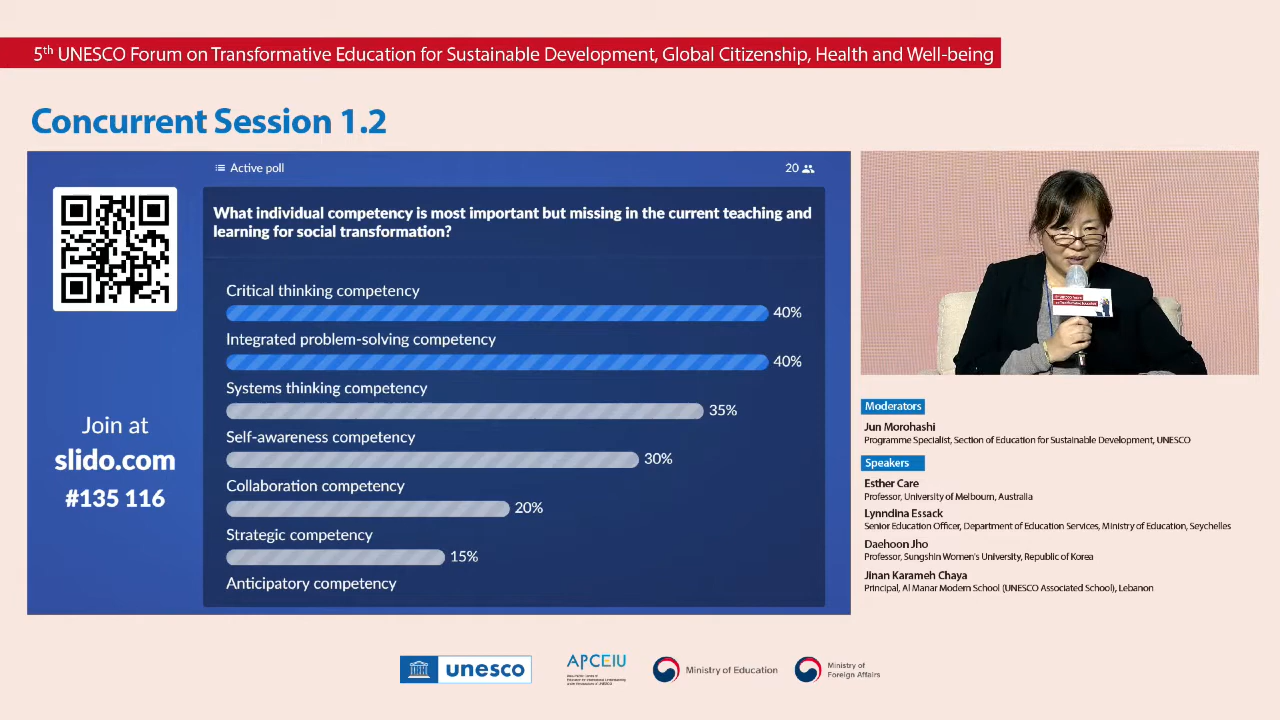 5th UNESCO Forum on Transformative Education for Sustainable Development, Global Citizenship, Health and Well-being
Concurrent Session 1.2
Active poll
20
What individual competency is most important but missing in the current teaching and
learning for social transformation?
Critical thinking competency
40%
Integrated problem-solving competency
40%
Systems thinking competency
35%
Self-awareness competency
30%
Collaboration competency
20%
Strategic competency
15%
Anticipatory competency
Join at
slido.com
#135 116
Moderators
Jun Morohashi
Programme Specialist, Section of Education for Sustainable Development, UNESCO
Speakers
Esther Care
Professor, University of Melbourn, Australia
Lynndina Essack
Senior Education Officer, Department of Education Services, Ministry of Education, Seychelles
Daehoon Jho
Professor, Sungshin Women's University, Republic of Korea
Jinan Karameh Chaya
Principal, Al Manar Modern School (UNESCO Associated School), Lebanon
unesco
APCEIU
Ministry of Education
Ministry of
Foreign Affairs